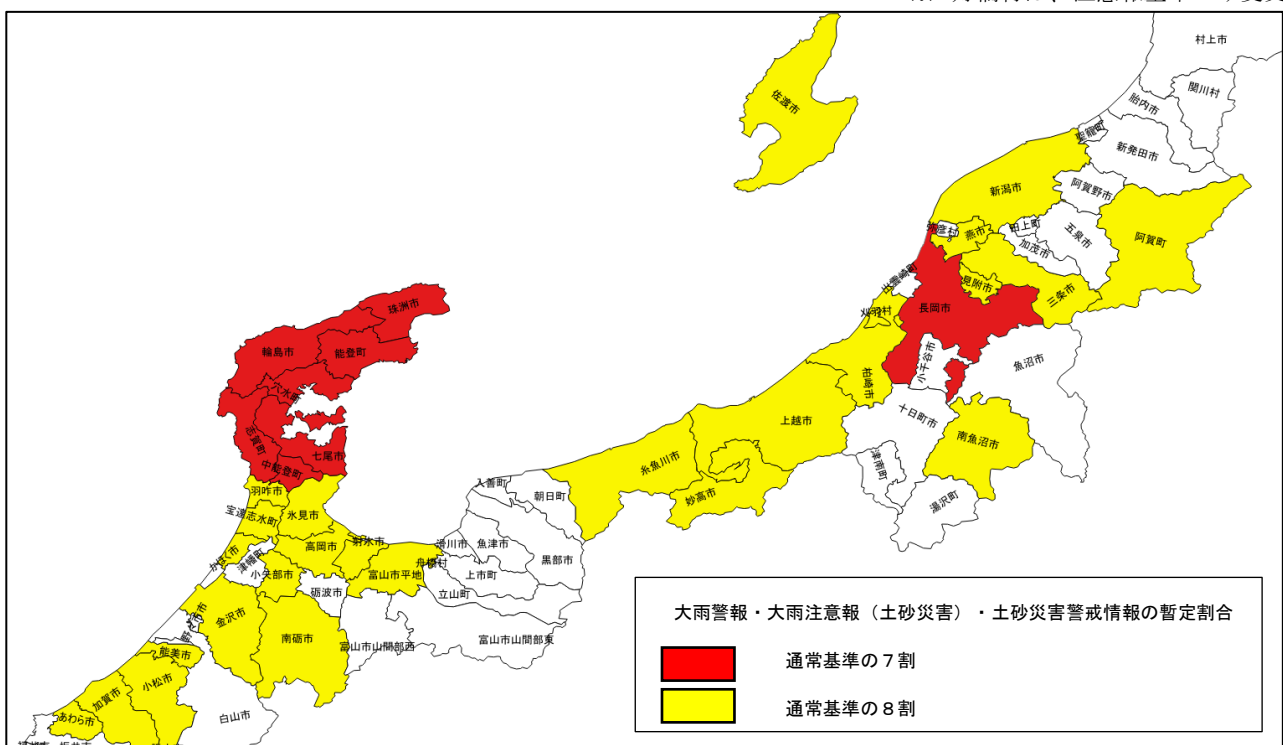 村上市
関川村
胎内市
佐渡市
聖籠町
新発田市
新潟市
阿賀野市
弥彦村
燕市
田上町
五泉市
阿賀町
加茂市
出雲崎町
見附市
三条市
珠洲市
刈羽村
長岡市
輪島市
能登町
小千谷市
魚沼市
穴水町
柏崎市
十日町市
上越市
志賀町
七尾市
南魚沼市
中能登町
糸魚川市
津南町
羽咋市
入善町
朝日町
妙高市
湯沢町
宝達志水町
氷見市
射水市
滑川市
魚津市
高岡市
黒部市
かほく市
津幡町
舟橋村
小矢部市
富山市平地
上市町
砺波市
立山町
野々市市
金沢市
南砺市
富山市山間部西
富山市山間部東
能美市
小松市
加賀市
白山市
あわら市
大雨警報・大雨注意報（土砂災害）・土砂災害警戒情報の暫定割合
通常基準の７割
通常基準の８割